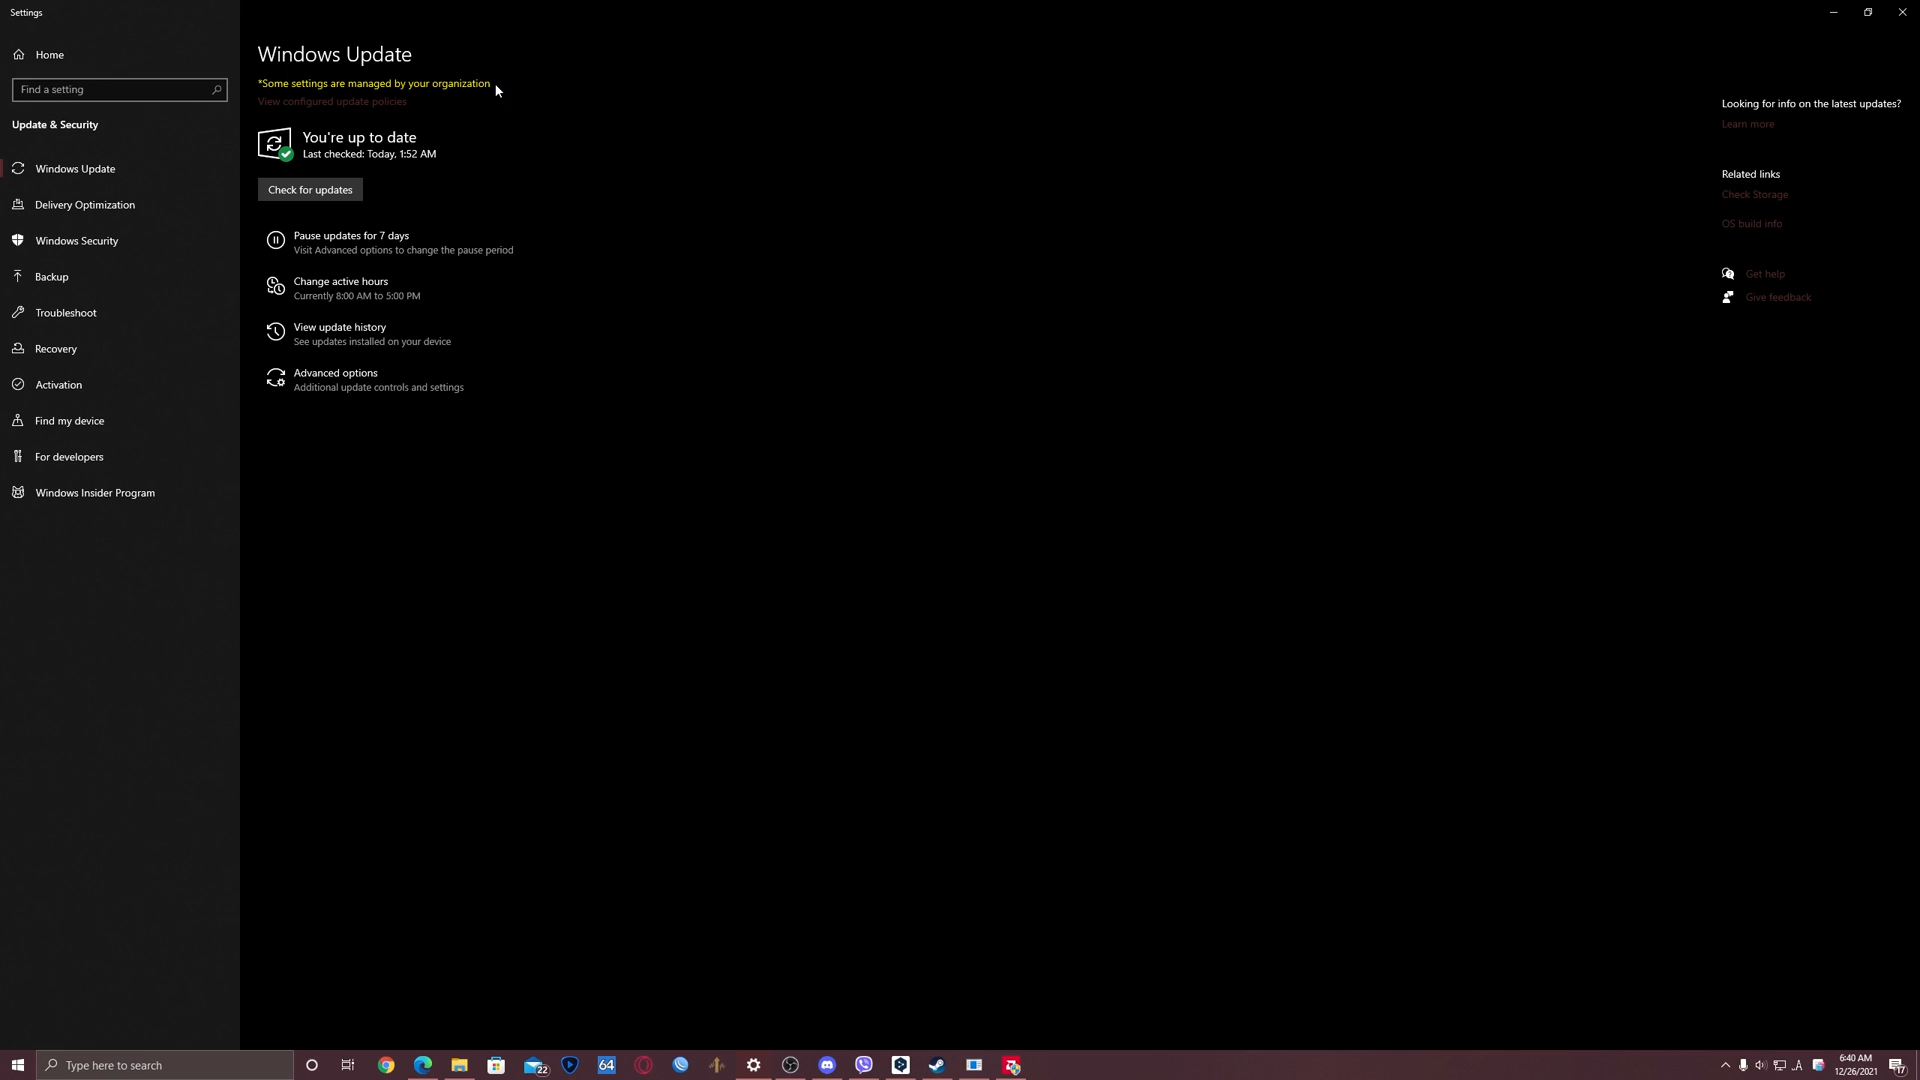 Settings
Home
Find a setting
Update & Security
Windows Update
Delivery Optimization
Windows Security
Backup
Troubleshoot
Recovery
Activation
Find my device
For developers
Windows Insider Program
Windows Update
*Some settings are managed by your organization
View configured update policies
You're up to date
Last checked: Today, 1:52 AM
Check for updates
Pause updates for 7 days
Visit Advanced options to change the pause period
Change active hours
Currently 8:00 AM to 5:00 PM
View update history
See updates installed on your device
Advanced options
Additional update controls and settings
Looking for info on the latest updates?
Learn more
Related links
Check Storage
OS build info
Get help
Give feedback
Type here to search
22
64
6:40 AM
12/26/2021
17